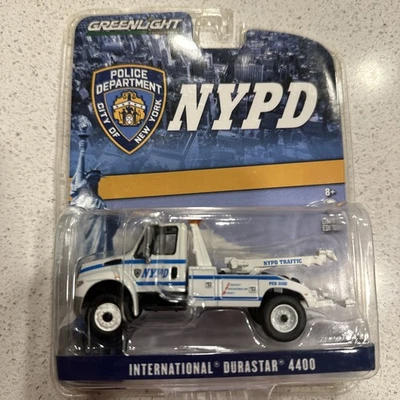 GREENLIGHT
POLICE
DEPARTMENT
CITY OF
NEW YORK
NYPD
8+
NYPD TRAFFIC
NYPD
INTERNATIONAL® DURASTAR® 4400